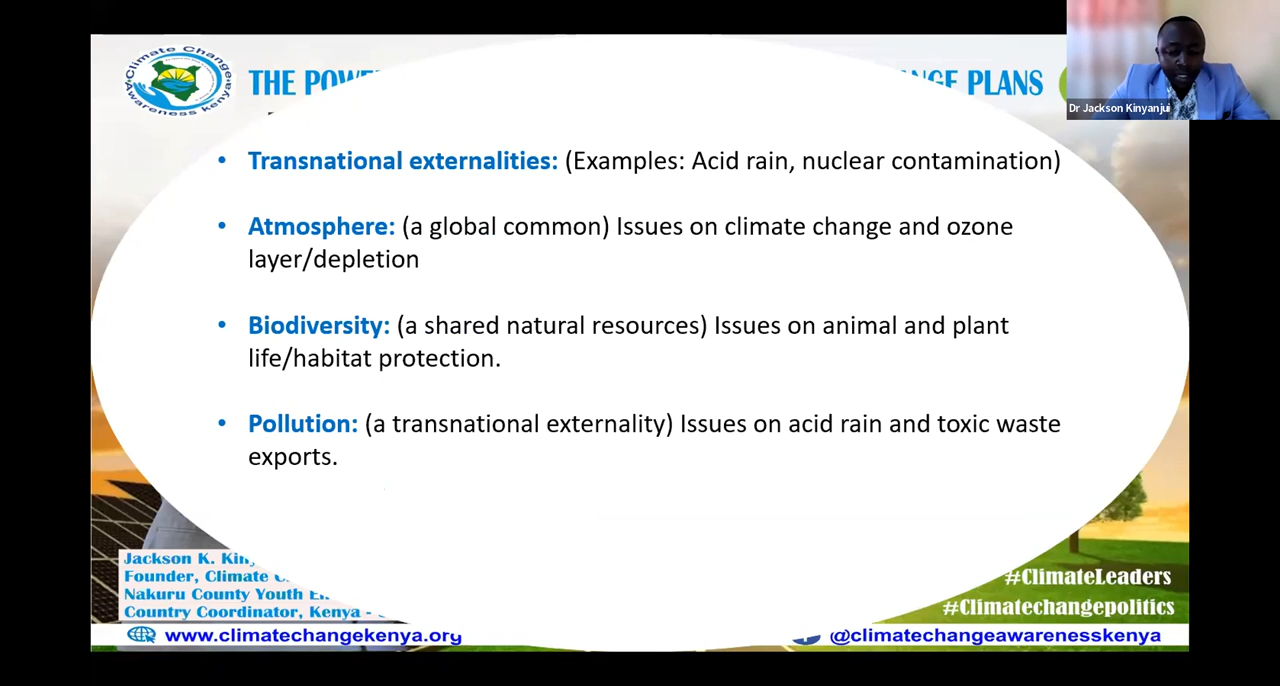 Climate Change
Awareness Kenya
THE POWE
NGE PLANS
Dr Jackson Kinyanjui
• Transnational externalities: (Examples: Acid rain, nuclear contamination)
• Atmosphere: (a global common) Issues on climate change and ozone
layer/depletion
• Biodiversity: (a shared natural resources) Issues on animal and plant
life/habitat protection.
• Pollution: (a transnational externality) Issues on acid rain and toxic waste
exports.
Jackson K.
Founder, Climate
Nakuru County Youth
Country Coordinator, Kenya -
#ClimateLeaders
#Climatechangepolitics
www.climatechangekenya.org
@climatechangeawarenesskenya